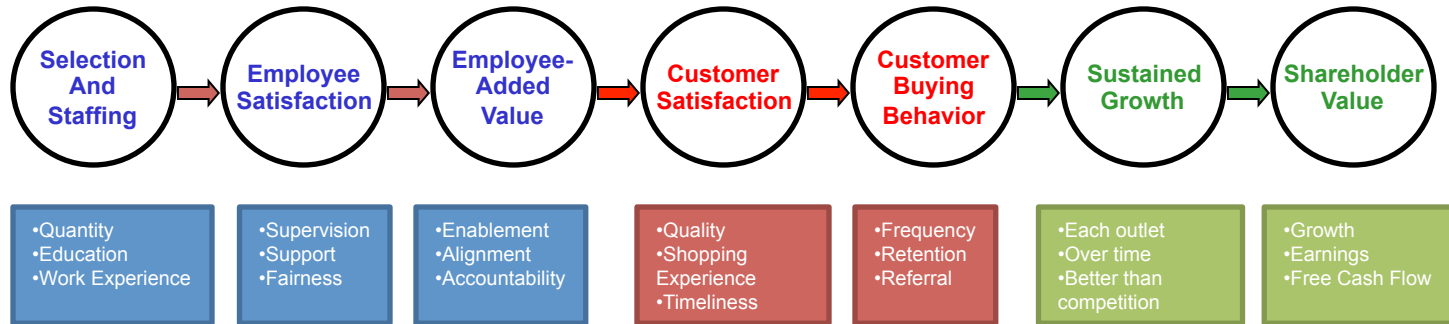 Selection
And
Staffing
Employee
Satisfaction
Employee-
Added
Value
Customer
Satisfaction
Customer
Buying
Behavior
Sustained
Growth
Shareholder
Value
•Quantity
•Education
•Work Experience
•Supervision
•Support
•Fairness
•Enablement
•Alignment
•Accountability
•Quality
•Shopping
Experience
•Timeliness
•Frequency
•Retention
•Referral
•Each outlet
•Over time
•Better than
competition
•Growth
•Earnings
•Free Cash Flow